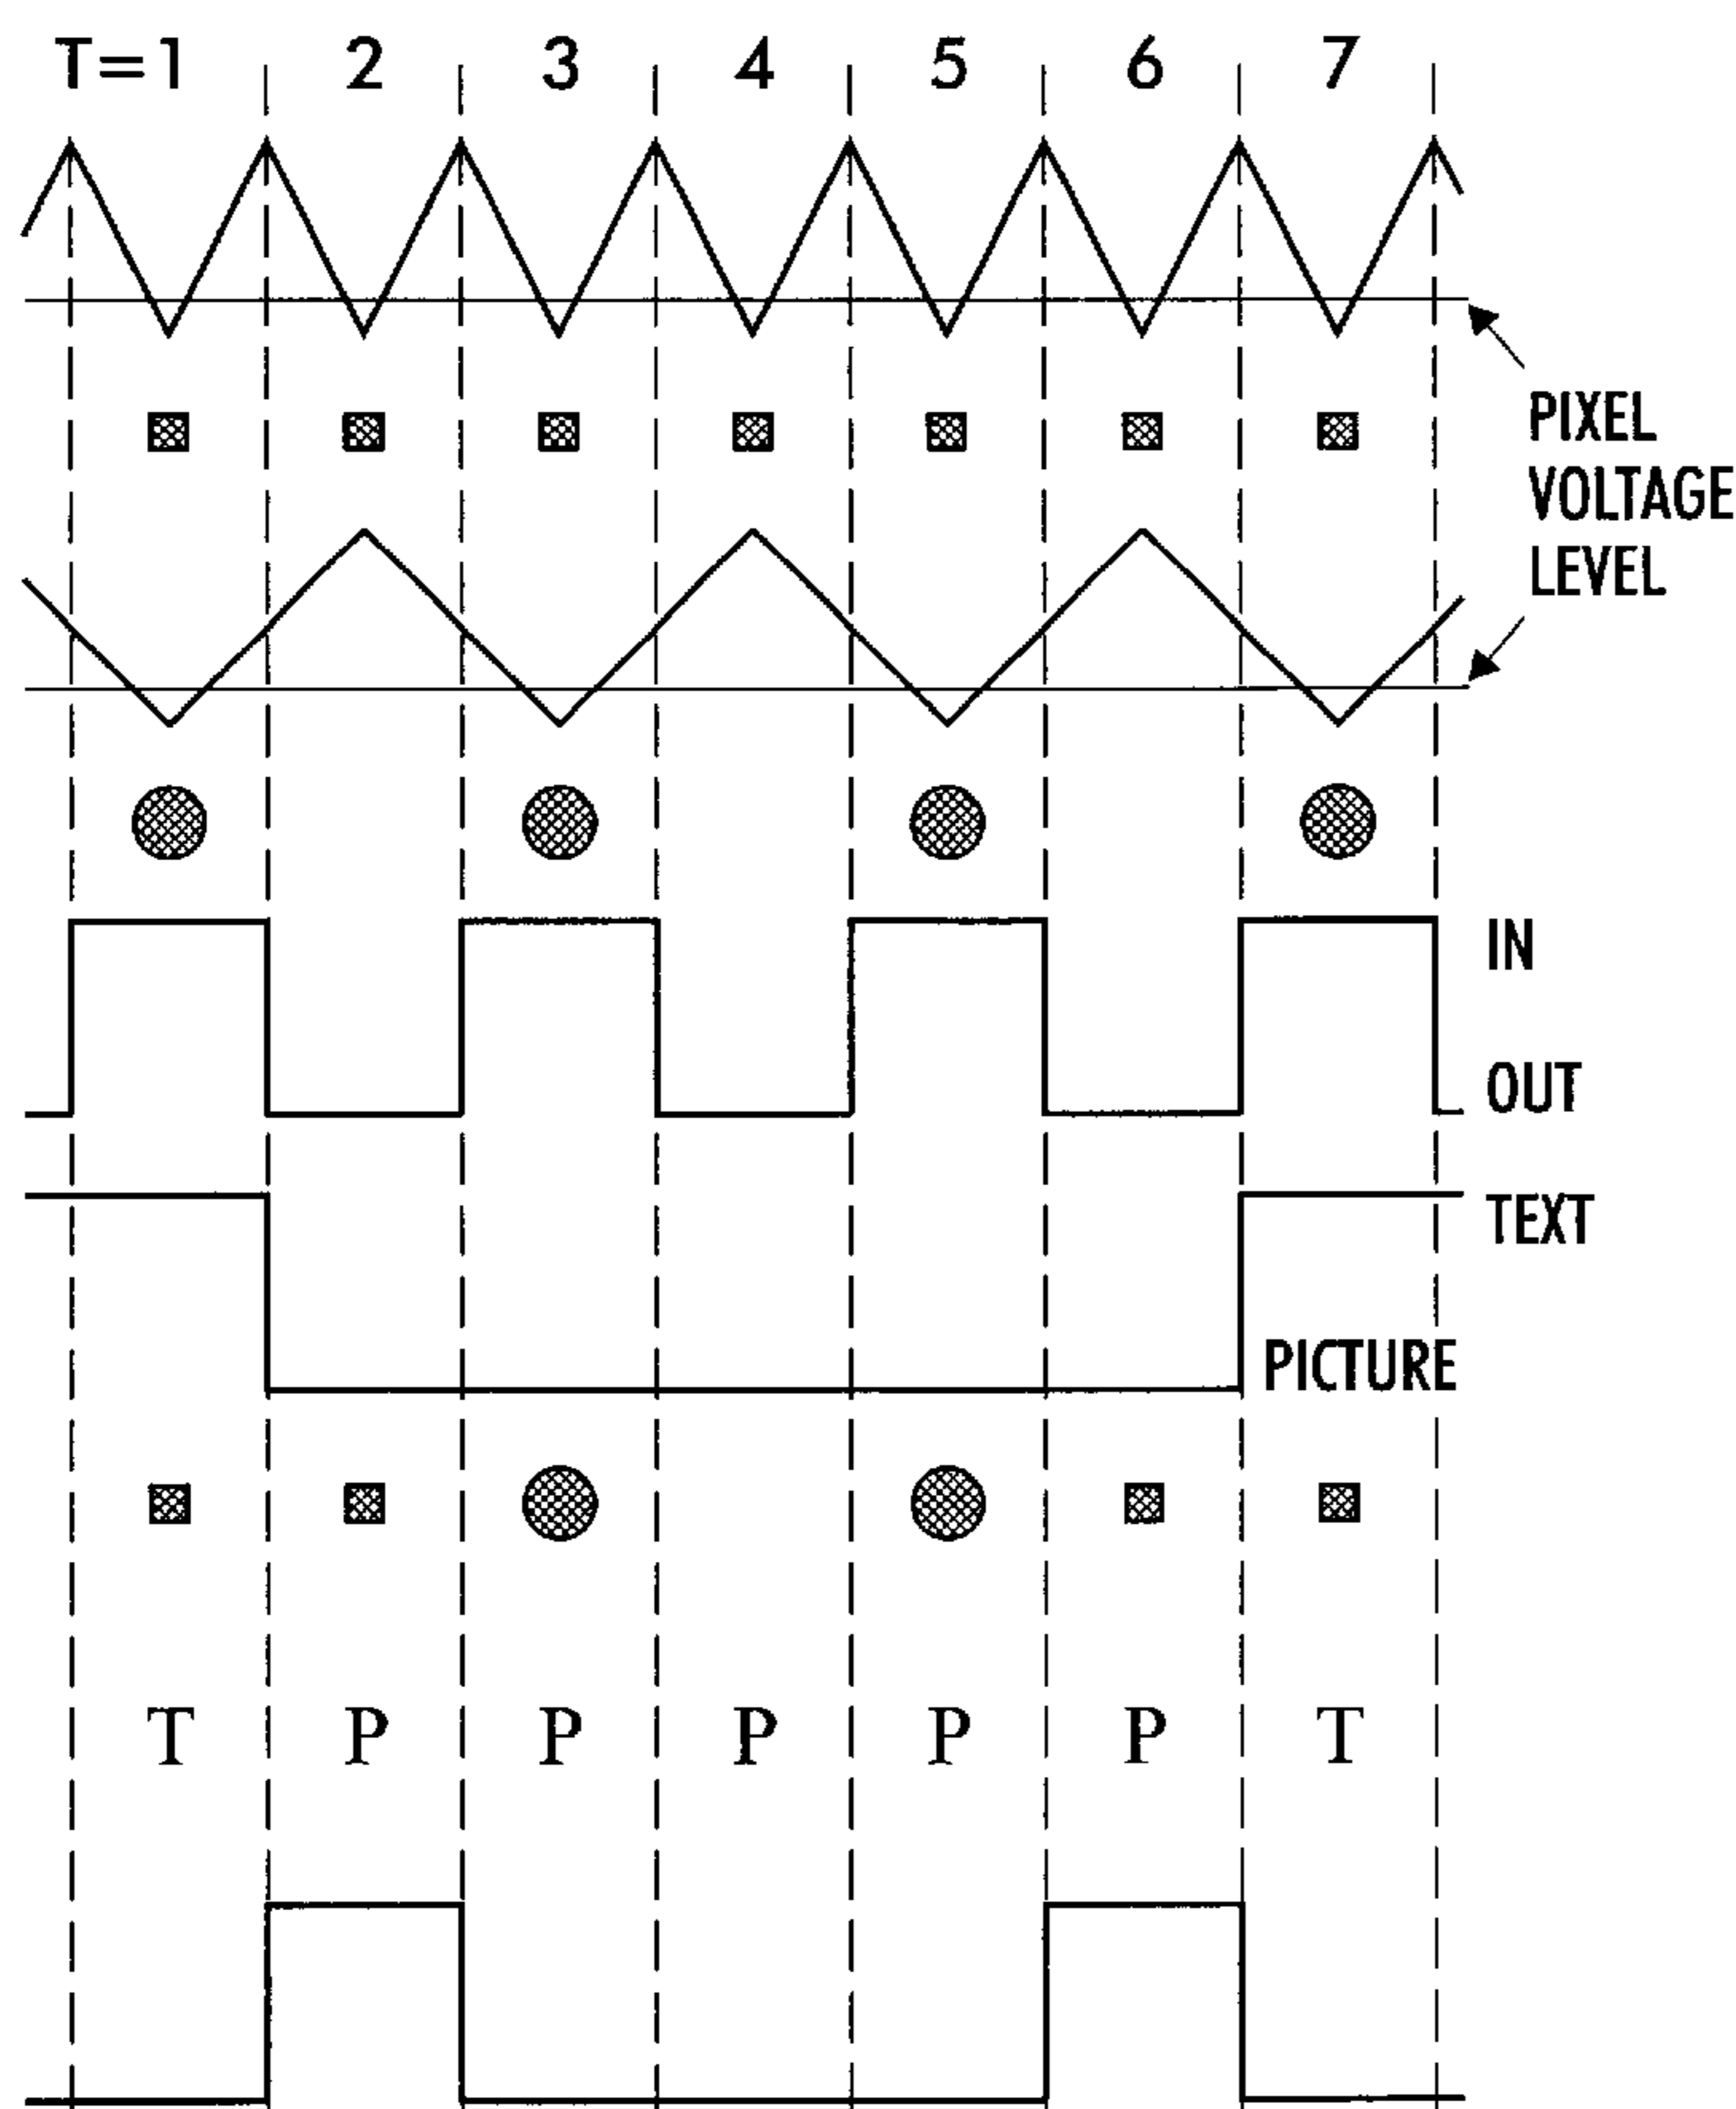 T=1 2 3 4 5 6 7
PIXEL
VOLTAGE
LEVEL
IN
OUT
TEXT
PICTURE
T P P P P P T